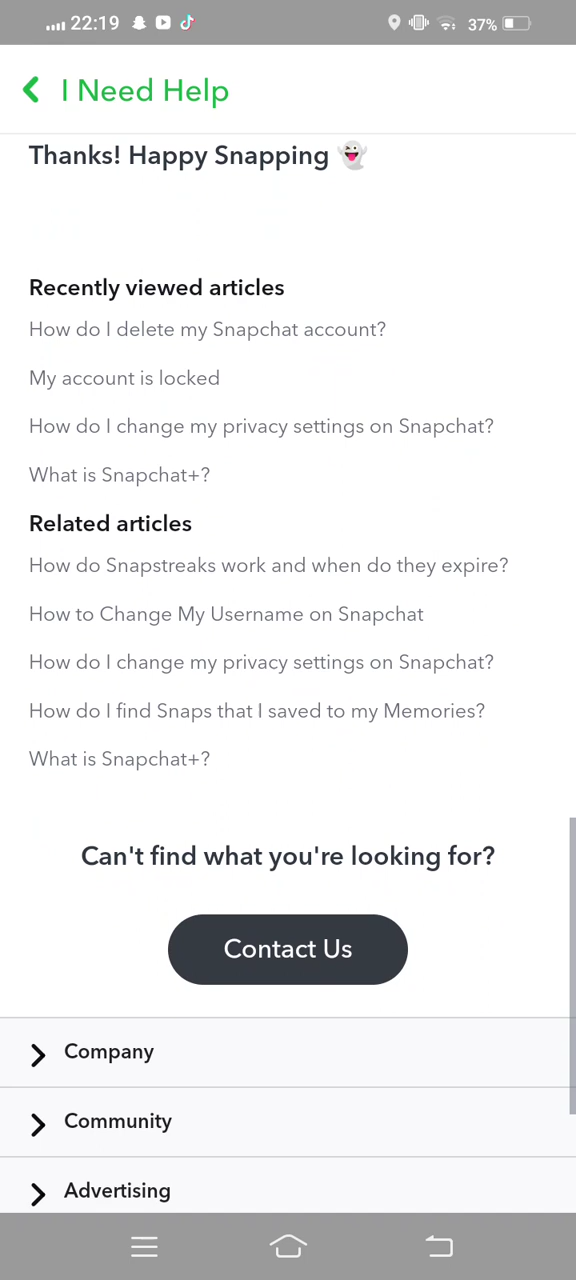 22:19
37%
I Need Help
Thanks! Happy Snapping 👻
Recently viewed articles
How do I delete my Snapchat account?
My account is locked
How do I change my privacy settings on Snapchat?
What is Snapchat+?
Related articles
How do Snapstreaks work and when do they expire?
How to Change My Username on Snapchat
How do I change my privacy settings on Snapchat?
How do I find Snaps that I saved to my Memories?
What is Snapchat+?
Can't find what you're looking for?
Contact Us
Company
Community
Advertising